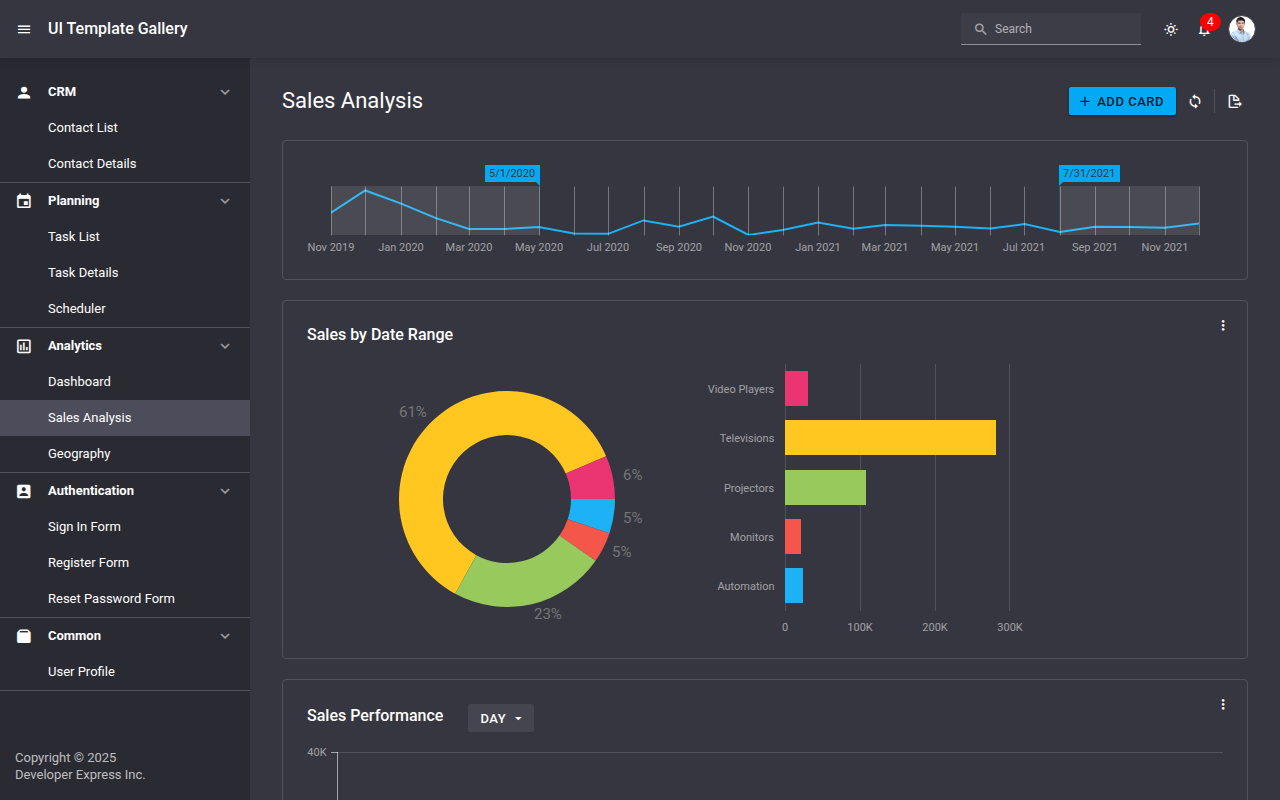 UI Template Gallery
Search
4
CRM
Contact List
Contact Details
Planning
Task List
Task Details
Scheduler
Analytics
Dashboard
Sales Analysis
Geography
Authentication
Sign In Form
Register Form
Reset Password Form
Common
User Profile
Copyright © 2025
Developer Express Inc.
Sales Analysis
ADD CARD
5/1/2020
7/31/2021
Nov 2019 Jan 2020 Mar 2020 May 2020 Jul 2020 Sep 2020 Nov 2020 Jan 2021 Mar 2021 May 2021 Jul 2021 Sep 2021 Nov 2021
Sales by Date Range
61%
6%
5%
5%
23%
Video Players
Televisions
Projectors
Monitors
Automation
0 100K 200K 300K
Sales Performance
DAY
40K